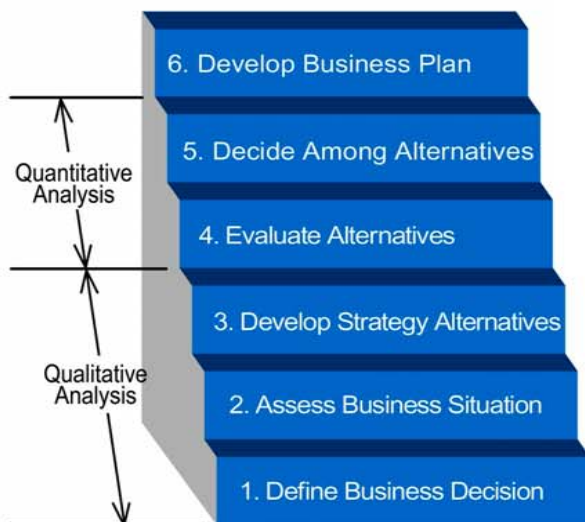 6. Develop Business Plan
5. Decide Among Alternatives
Quantitative
Analysis
4. Evaluate Alternatives
3. Develop Strategy Alternatives
Qualitative
Analysis
2. Assess Business Situation
1. Define Business Decision